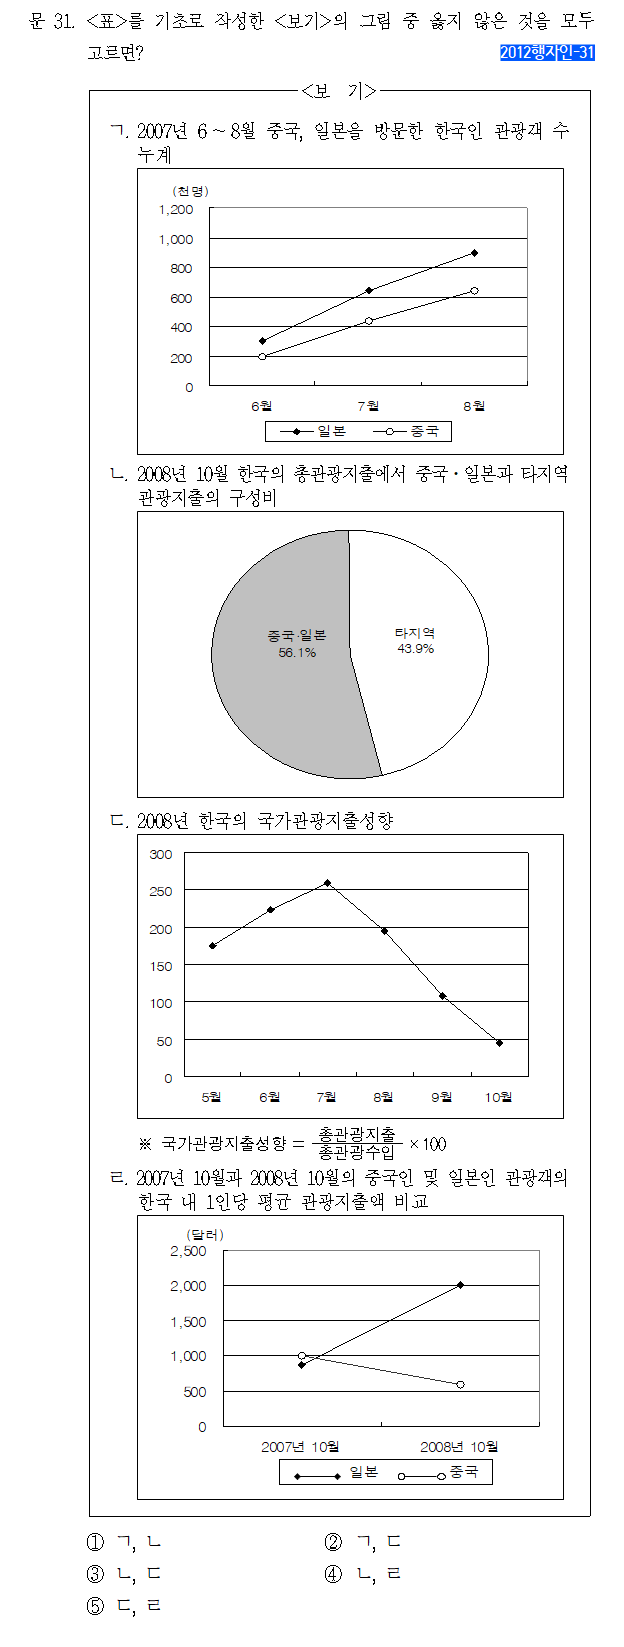 문 31. <표>를 기초로 작성한 <보기>의 그림 중 옳지 않은 것을 모두
고르면?
2012행자인-31
<보 기>
ㄱ. 2007년 6~8월 중국, 일본을 방문한 한국인 관광객 수
누계
(천명)
1,200
1,000
800
600
400
200
0
6월 7월 8월
일본 중국
ㄴ. 2008년 10월 한국의 총관광지출에서 중국·일본과 타지역
관광지출의 구성비
중국·일본 타지역
56.1% 43.9%
ㄷ. 2008년 한국의 국가관광지출성향
300
250
200
150
100
50
0
5월 6월 7월 8월 9월 10월
※ 국가관광지출성향 = 총관광지출/총관광수입 ×100
ㄹ. 2007년 10월과 2008년 10월의 중국인 및 일본인 관광객의
한국 내 1인당 평균 관광지출액 비교
(달러)
2,500
2,000
1,500
1,000
500
0
2007년 10월 2008년 10월
일본 중국
① ㄱ, ㄴ ② ㄱ, ㄷ
③ ㄴ, ㄷ ④ ㄴ, ㄹ
⑤ ㄷ, ㄹ